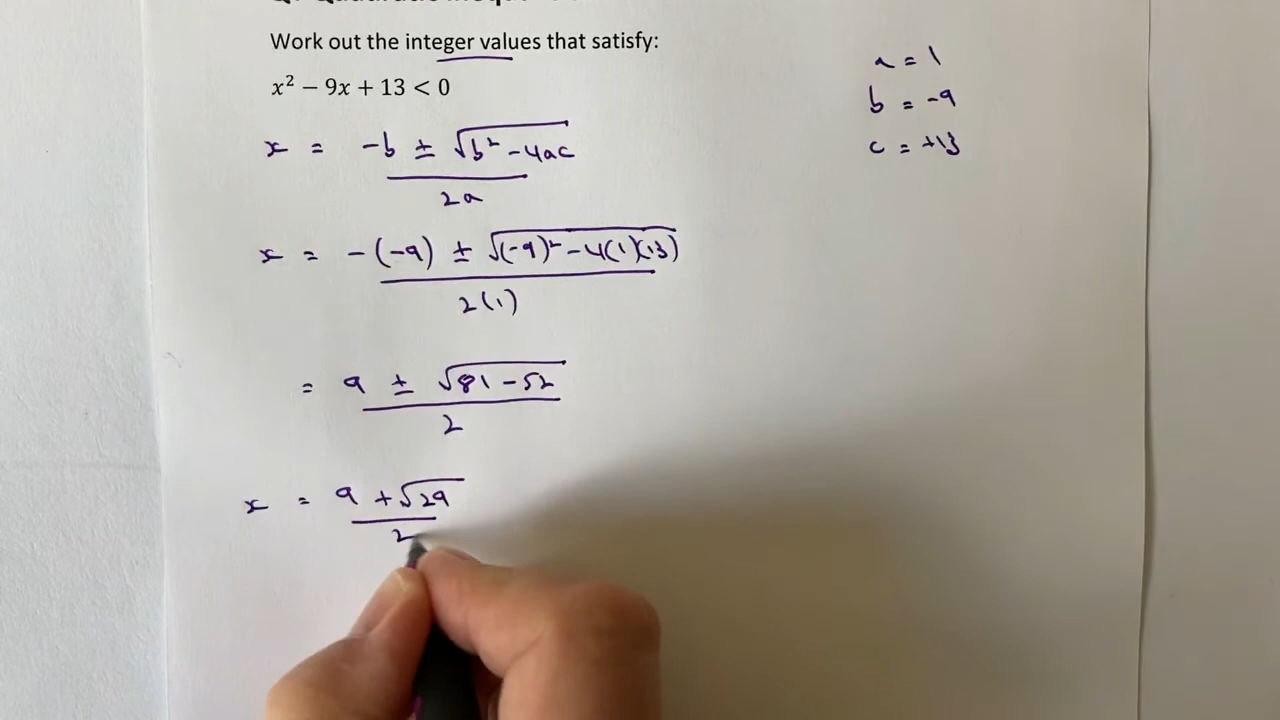 Work out the integer values that satisfy:
x² − 9x + 13 < 0
a = 1
b = -9
c = +13
x = -b ± √b² - 4ac
2a
x = -(-9) ± √(-9)² - 4(1)(13)
2(1)
= 9 ± √81 - 52
2
x = 9 + √29
2